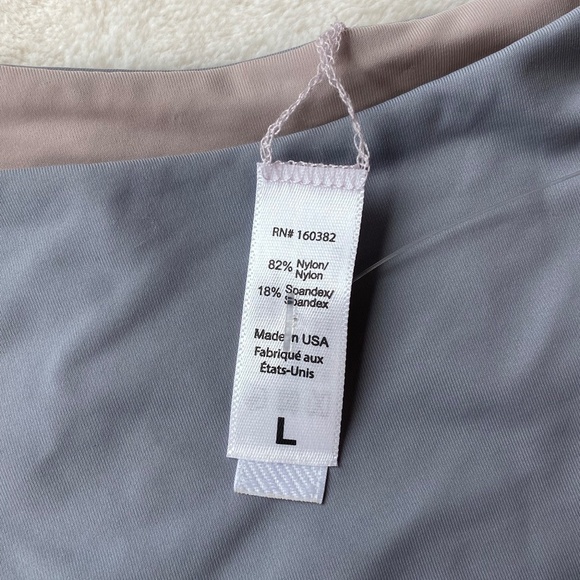 RN# 160382
82% Nylon/
Nylon
18% Spandex/
Spandex
Made in USA
Fabriqué aux
États-Unis
L